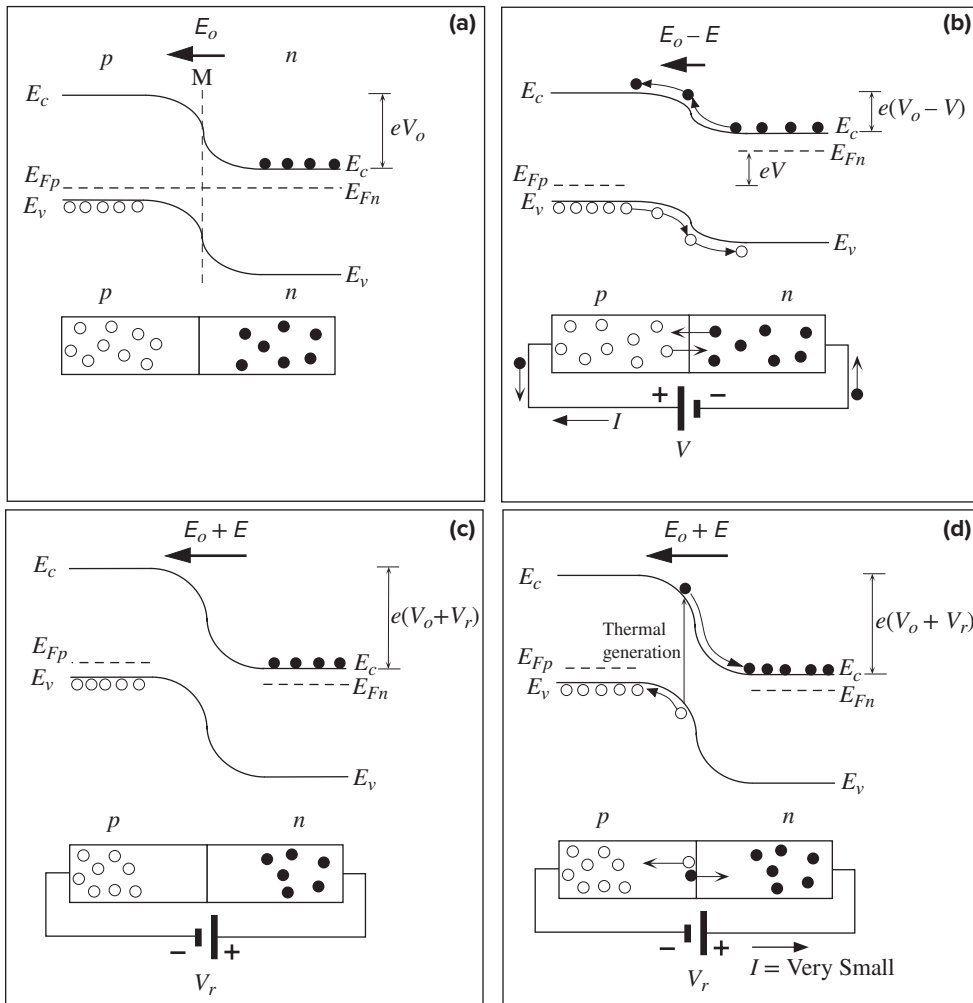 (a)
E_o
p n
M
E_c
eV_o
E_c
E_Fp
E_Fn
E_v
E_v
p n
(b)
E_o – E
E_c
e(V_o – V)
E_c
E_Fn
eV
E_Fp
E_v
E_v
p n
+ –
I
V
(c)
E_o + E
E_c
e(V_o+V_r)
E_Fp
E_c
E_v
E_Fn
E_v
p n
– +
V_r
(d)
E_o + E
E_c
e(V_o + V_r)
Thermal
generation
E_Fp
E_c
E_v
E_Fn
E_v
p n
– +
V_r
I = Very Small